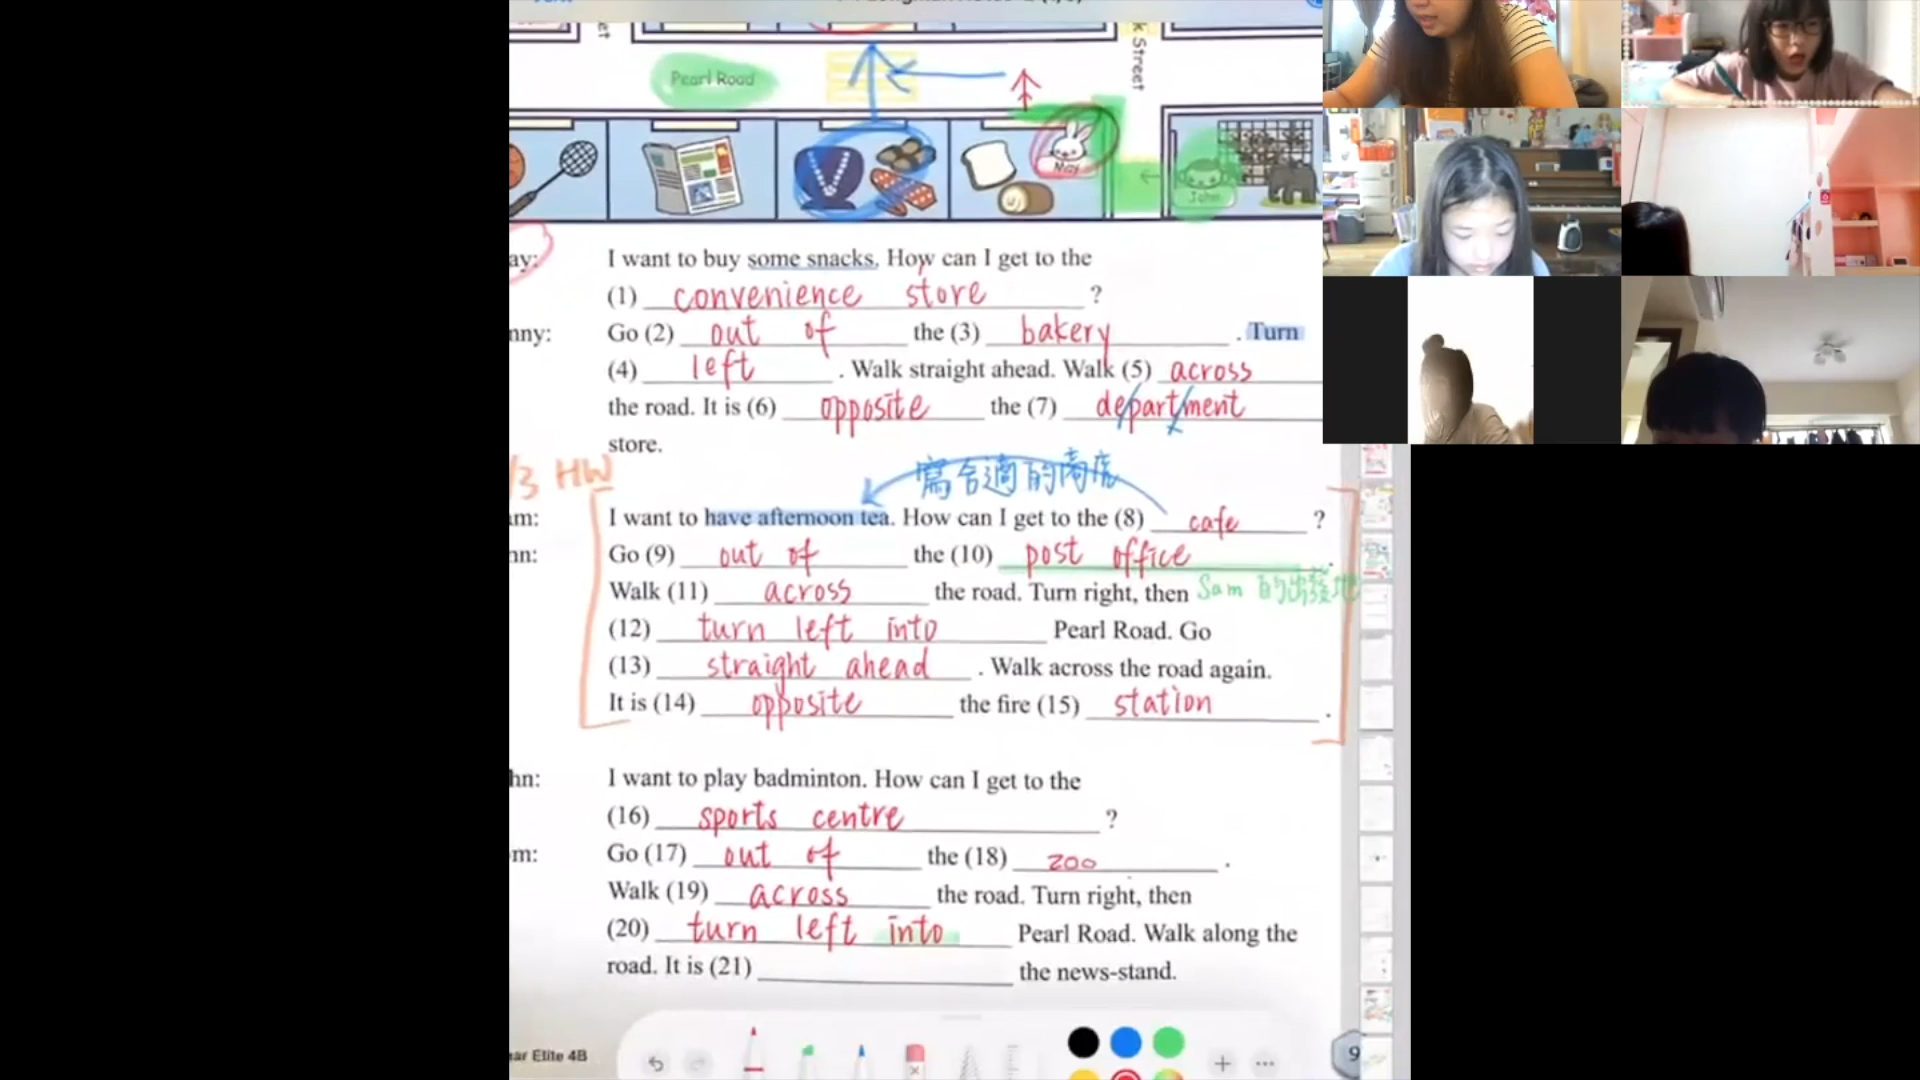 k Street
Pearl Road
May
John
ay: I want to buy some snacks. How can I get to the
(1) convenience store ?
nny: Go (2) out of the (3) bakery . Turn
(4) left . Walk straight ahead. Walk (5) across
the road. It is (6) opposite the (7) department
store.
/3 HW
寫合適的商店
am: I want to have afternoon tea. How can I get to the (8) cafe ?
hn: Go (9) out of the (10) post office .
Walk (11) across the road. Turn right, then Sam 的出發地
(12) turn left into Pearl Road. Go
(13) straight ahead . Walk across the road again.
It is (14) opposite the fire (15) station .
hn: I want to play badminton. How can I get to the
(16) sports centre ?
m: Go (17) out of the (18) zoo .
Walk (19) across the road. Turn right, then
(20) turn left into Pearl Road. Walk along the
road. It is (21) the news-stand.
ar Elite 4B
9